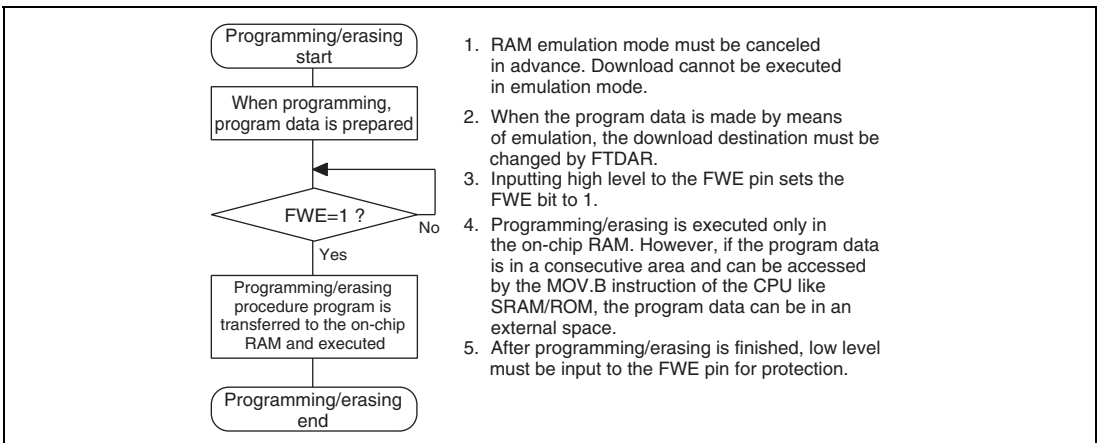 Programming/erasing
start
When programming,
program data is prepared
FWE=1 ?
No
Yes
Programming/erasing
procedure program is
transferred to the on-chip
RAM and executed
Programming/erasing
end
1. RAM emulation mode must be canceled
in advance. Download cannot be executed
in emulation mode.
2. When the program data is made by means
of emulation, the download destination must be
changed by FTDAR.
3. Inputting high level to the FWE pin sets the
FWE bit to 1.
4. Programming/erasing is executed only in
the on-chip RAM. However, if the program data
is in a consecutive area and can be accessed
by the MOV.B instruction of the CPU like
SRAM/ROM, the program data can be in an
external space.
5. After programming/erasing is finished, low level
must be input to the FWE pin for protection.